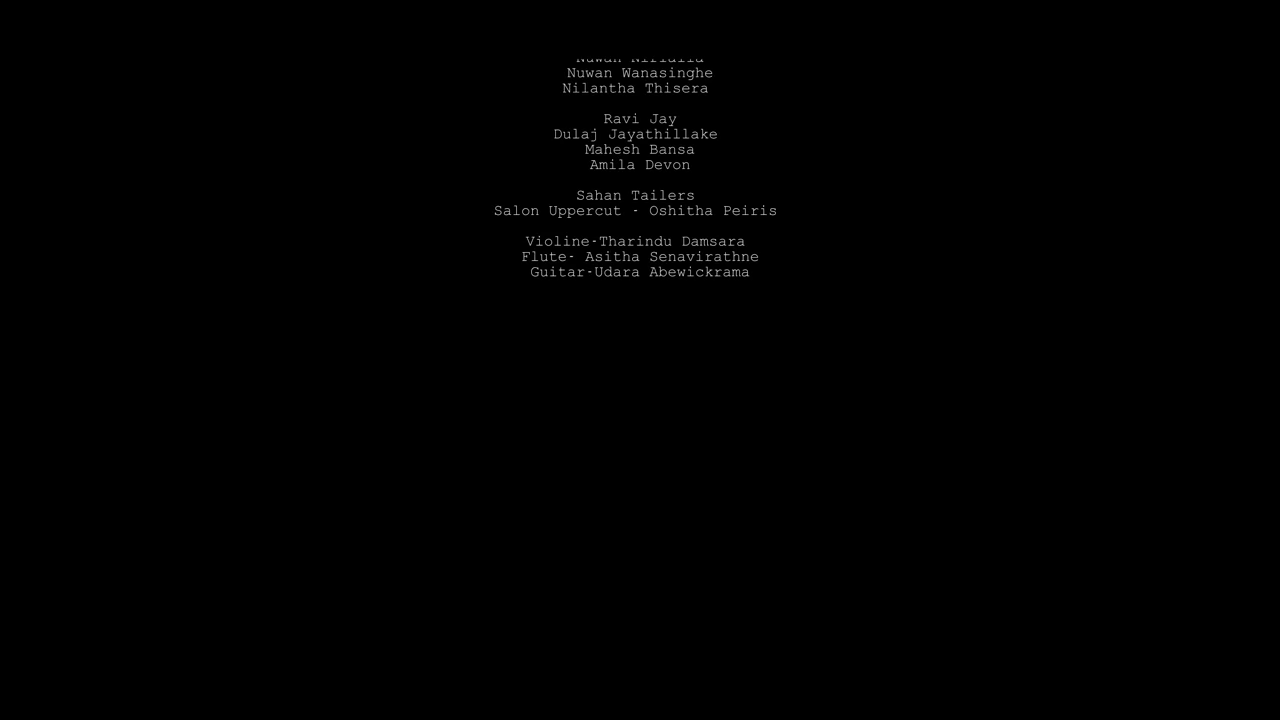 Nuwan
Nuwan Wanasinghe
Nilantha Thisera
Ravi Jay
Dulaj Jayathillake
Mahesh Bansa
Amila Devon
Sahan Tailers
Salon Uppercut - Oshitha Peiris
Violine-Tharindu Damsara
Flute- Asitha Senavirathne
Guitar-Udara Abewickrama